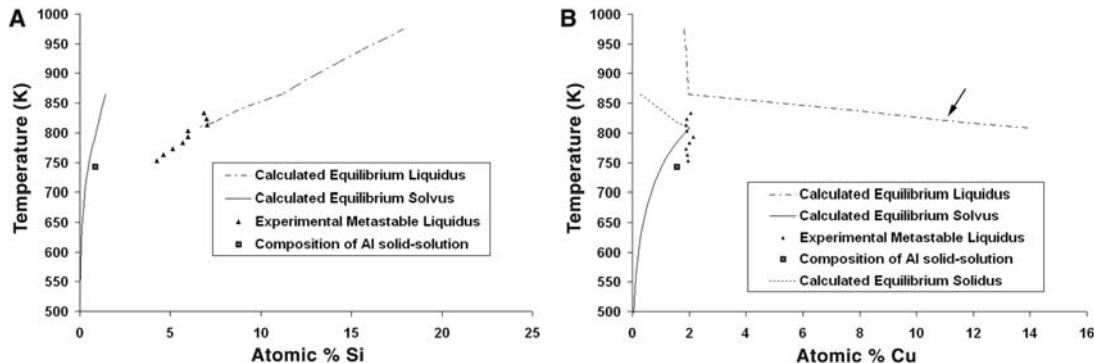 A
Temperature (K)
1000
950
900
850
800
750
700
650
600
550
500
0
5
10
15
20
25
Atomic % Si
Calculated Equilibrium Liquidus
Calculated Equilibrium Solvus
Experimental Metastable Liquidus
Composition of Al solid-solution
B
Temperature (K)
1000
950
900
850
800
750
700
650
600
550
500
0
2
4
6
8
10
12
14
16
Atomic % Cu
Calculated Equilibrium Liquidus
Calculated Equilibrium Solvus
Experimental Metastable Liquidus
Composition of Al solid-solution
Calculated Equilibrium Solidus